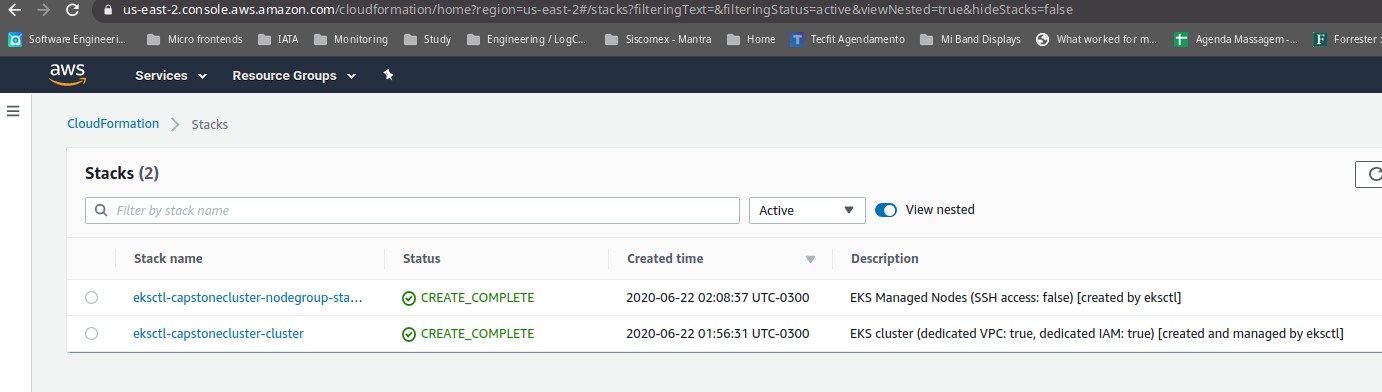 us-east-2.console.aws.amazon.com/cloudformation/home?region=us-east-2#/stacks?filteringText=&filteringStatus=active&viewNested=true&hideStacks=false
Software Engineeri... Micro frontends IATA Monitoring Study Engineering / LogC... Siscomex - Mantra Home Tecfit Agendamento Mi Band Displays What worked for m... Agenda Massagem -... Forrester
aws Services Resource Groups
CloudFormation > Stacks
Stacks (2)
Filter by stack name Active View nested
Stack name Status Created time Description
eksctl-capstonecluster-nodegroup-sta... CREATE_COMPLETE 2020-06-22 02:08:37 UTC-0300 EKS Managed Nodes (SSH access: false) [created by eksctl]
eksctl-capstonecluster-cluster CREATE_COMPLETE 2020-06-22 01:56:31 UTC-0300 EKS cluster (dedicated VPC: true, dedicated IAM: true) [created and managed by eksctl]